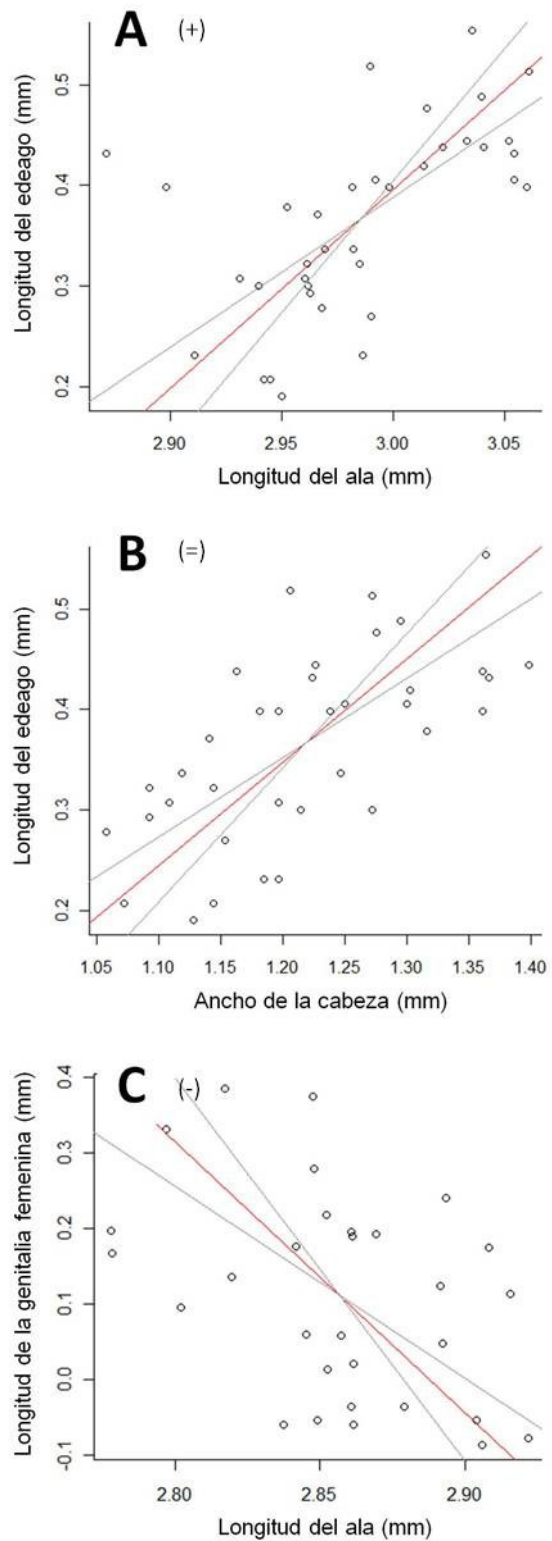 A (+)
Longitud del edeago (mm)
0.5
0.4
0.3
0.2
2.90 2.95 3.00 3.05
Longitud del ala (mm)
B (=)
Longitud del edeago (mm)
0.5
0.4
0.3
0.2
1.05 1.10 1.15 1.20 1.25 1.30 1.35 1.40
Ancho de la cabeza (mm)
C (-)
Longitud de la genitalia femenina (mm)
0.4
0.3
0.2
0.1
0.0
-0.1
2.80 2.85 2.90
Longitud del ala (mm)